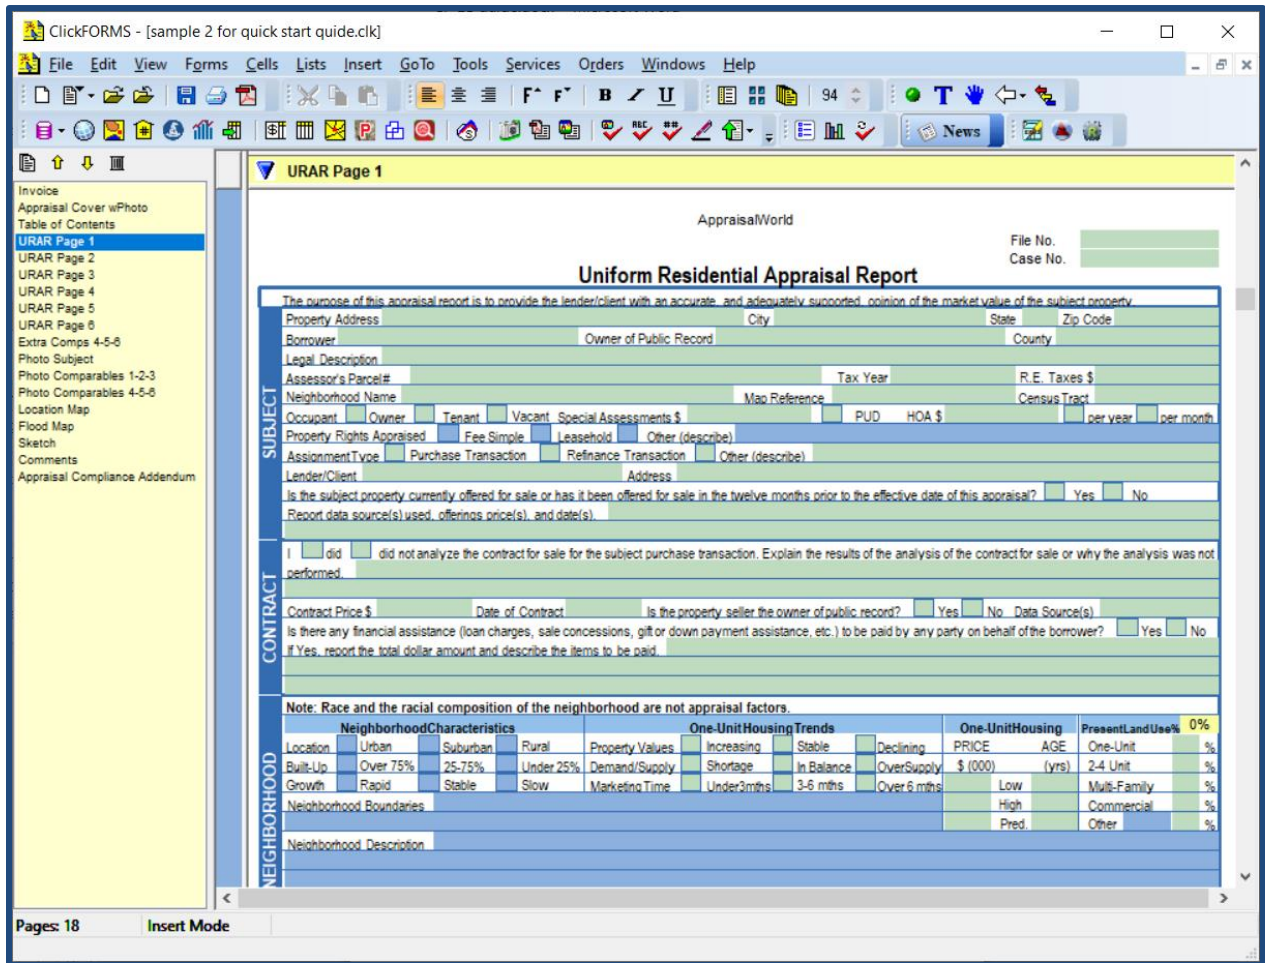 ClickFORMS - [sample 2 for quick start quide.clk]
File Edit View Forms Cells Lists Insert GoTo Tools Services Orders Windows Help
F F B I U 94 T
News
Invoice
Appraisal Cover wPhoto
Table of Contents
URAR Page 1
URAR Page 2
URAR Page 3
URAR Page 4
URAR Page 5
URAR Page 6
Extra Comps 4-5-6
Photo Subject
Photo Comparables 1-2-3
Photo Comparables 4-5-6
Location Map
Flood Map
Sketch
Comments
Appraisal Compliance Addendum
URAR Page 1
AppraisalWorld
File No.
Case No.
Uniform Residential Appraisal Report
The purpose of this appraisal report is to provide the lender/client with an accurate, and adequately supported, opinion of the market value of the subject property.
SUBJECT
Property Address City State Zip Code
Borrower Owner of Public Record County
Legal Description
Assessor's Parcel# Tax Year R.E. Taxes $
Neighborhood Name Map Reference Census Tract
Occupant Owner Tenant Vacant Special Assessments $ PUD HOA $ per year per month
Property Rights Appraised Fee Simple Leasehold Other (describe)
AssignmentType Purchase Transaction Refinance Transaction Other (describe)
Lender/Client Address
Is the subject property currently offered for sale or has it been offered for sale in the twelve months prior to the effective date of this appraisal? Yes No
Report data source(s) used, offerings price(s), and date(s).
CONTRACT
I did did not analyze the contract for sale for the subject purchase transaction. Explain the results of the analysis of the contract for sale or why the analysis was not
performed.
Contract Price $ Date of Contract Is the property seller the owner of public record? Yes No Data Source(s)
Is there any financial assistance (loan charges, sale concessions, gift or down payment assistance, etc.) to be paid by any party on behalf of the borrower? Yes No
If Yes, report the total dollar amount and describe the items to be paid.
NEIGHBORHOOD
Note: Race and the racial composition of the neighborhood are not appraisal factors.
NeighborhoodCharacteristics One-UnitHousingTrends One-UnitHousing PresentLandUse% 0%
Location Urban Suburban Rural Property Values Increasing Stable Declining PRICE AGE One-Unit %
Built-Up Over 75% 25-75% Under 25% Demand/Supply Shortage In Balance OverSupply $ (000) (yrs) 2-4 Unit %
Growth Rapid Stable Slow Marketing Time Under3mths 3-6 mths Over 6 mths Low Multi-Family %
Neighborhood Boundaries High Commercial %
Pred. Other %
Neighborhood Description
Pages: 18 Insert Mode